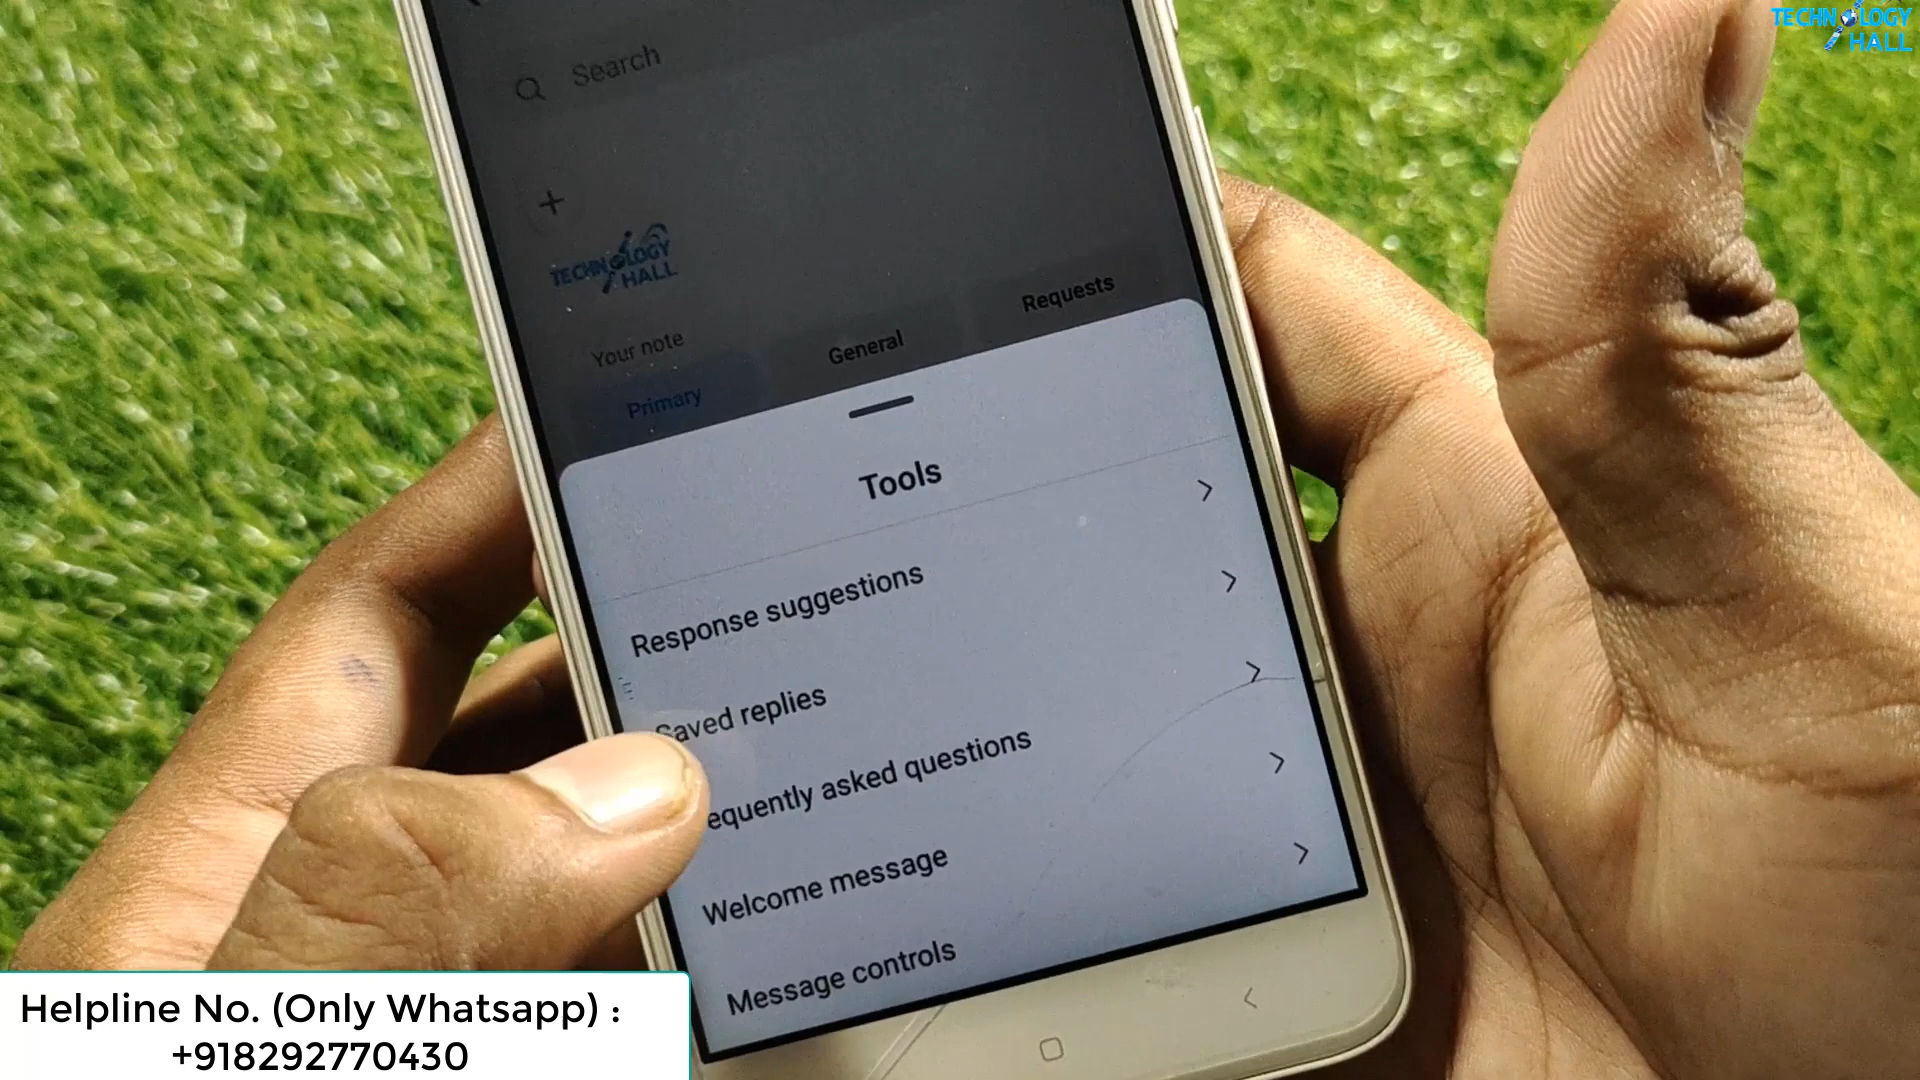 TECHNOLOGY
HALL
Search
TECHNOLOGY
HALL
Your note
Primary
General
Requests
Tools
Response suggestions
Saved replies
equently asked questions
Welcome message
Message controls
Helpline No. (Only Whatsapp) :
+918292770430